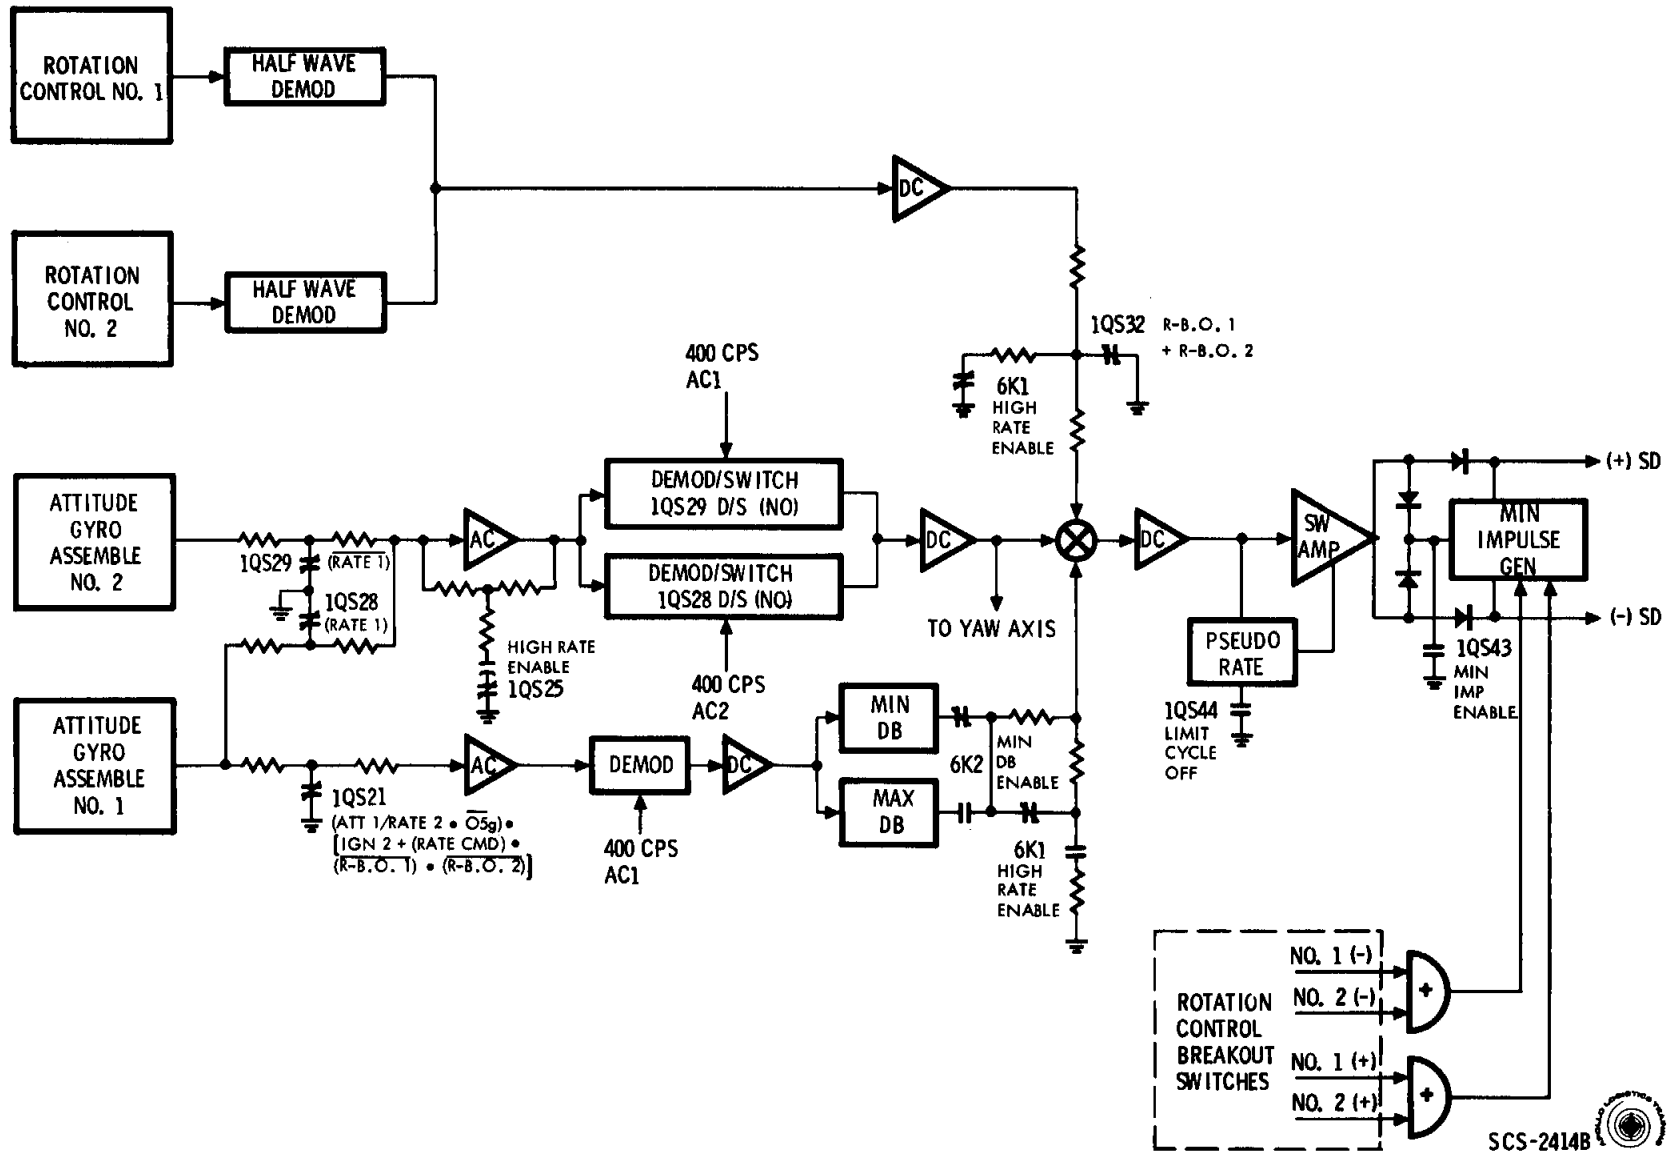 ROTATION
CONTROL NO. 1
HALF WAVE
DEMOD
DC
ROTATION
CONTROL
NO. 2
HALF WAVE
DEMOD
1QS32 R-B.O. 1
+ R-B.O. 2
6K1
HIGH
RATE
ENABLE
400 CPS
AC1
ATTITUDE
GYRO
ASSEMBLE
NO. 2
1QS29
(RATE 1)
1QS28
(RATE 1)
AC
HIGH RATE
ENABLE
1QS25
DEMOD/SWITCH
1QS29 D/S (NO)
DEMOD/SWITCH
1QS28 D/S (NO)
400 CPS
AC2
DC
TO YAW AXIS
DC
SW
AMP
PSEUDO
RATE
1QS44
LIMIT
CYCLE
OFF
(+) SD
MIN
IMPULSE
GEN
(-) SD
1QS43
MIN
IMP
ENABLE
ATTITUDE
GYRO
ASSEMBLE
NO. 1
1QS21
(ATT 1/RATE 2 • O5g) •
[IGN 2 + (RATE CMD) •
(R-B.O. 1) • (R-B.O. 2)]
AC
DEMOD
400 CPS
AC1
DC
MIN
DB
MAX
DB
6K2
MIN
DB
ENABLE
6K1
HIGH
RATE
ENABLE
ROTATION
CONTROL
BREAKOUT
SWITCHES
NO. 1 (-)
NO. 2 (-)
+
NO. 1 (+)
NO. 2 (+)
+
SCS-2414B
APOLLO LOGISTICS TRAINING